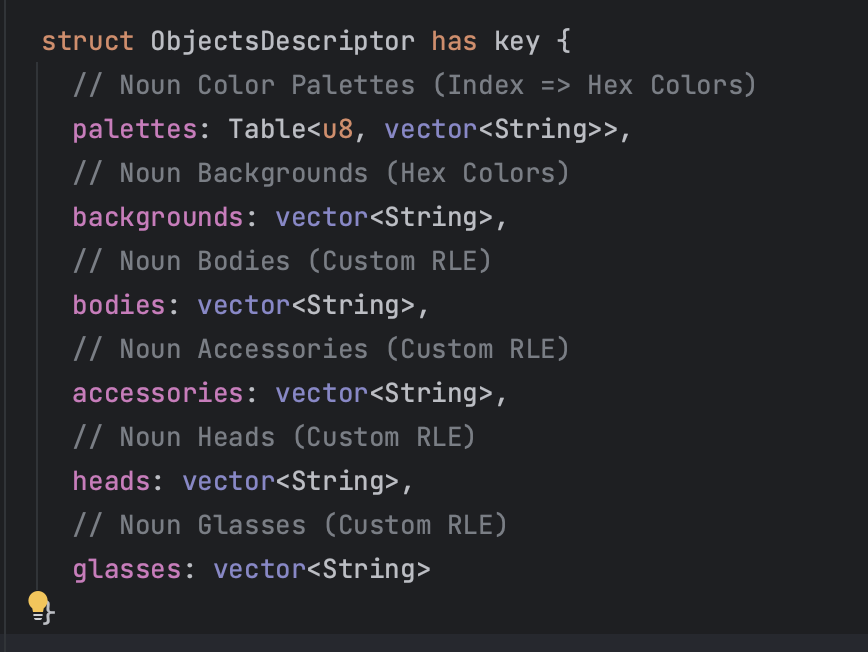 struct ObjectsDescriptor has key {
// Noun Color Palettes (Index => Hex Colors)
palettes: Table<u8, vector<String>>,
// Noun Backgrounds (Hex Colors)
backgrounds: vector<String>,
// Noun Bodies (Custom RLE)
bodies: vector<String>,
// Noun Accessories (Custom RLE)
accessories: vector<String>,
// Noun Heads (Custom RLE)
heads: vector<String>,
// Noun Glasses (Custom RLE)
glasses: vector<String>
}